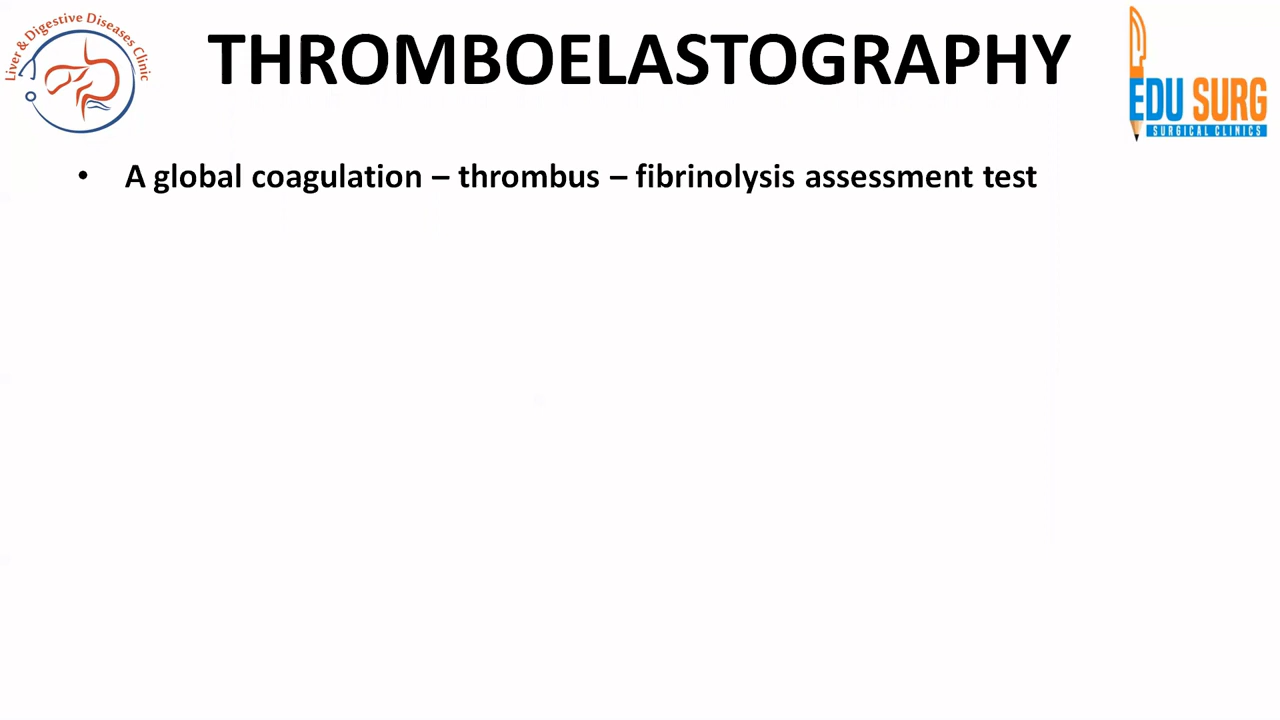 Liver & Digestive Diseases Clinic
THROMBOELASTOGRAPHY
EDU SURG
SURGICAL CLINICS
• A global coagulation – thrombus – fibrinolysis assessment test